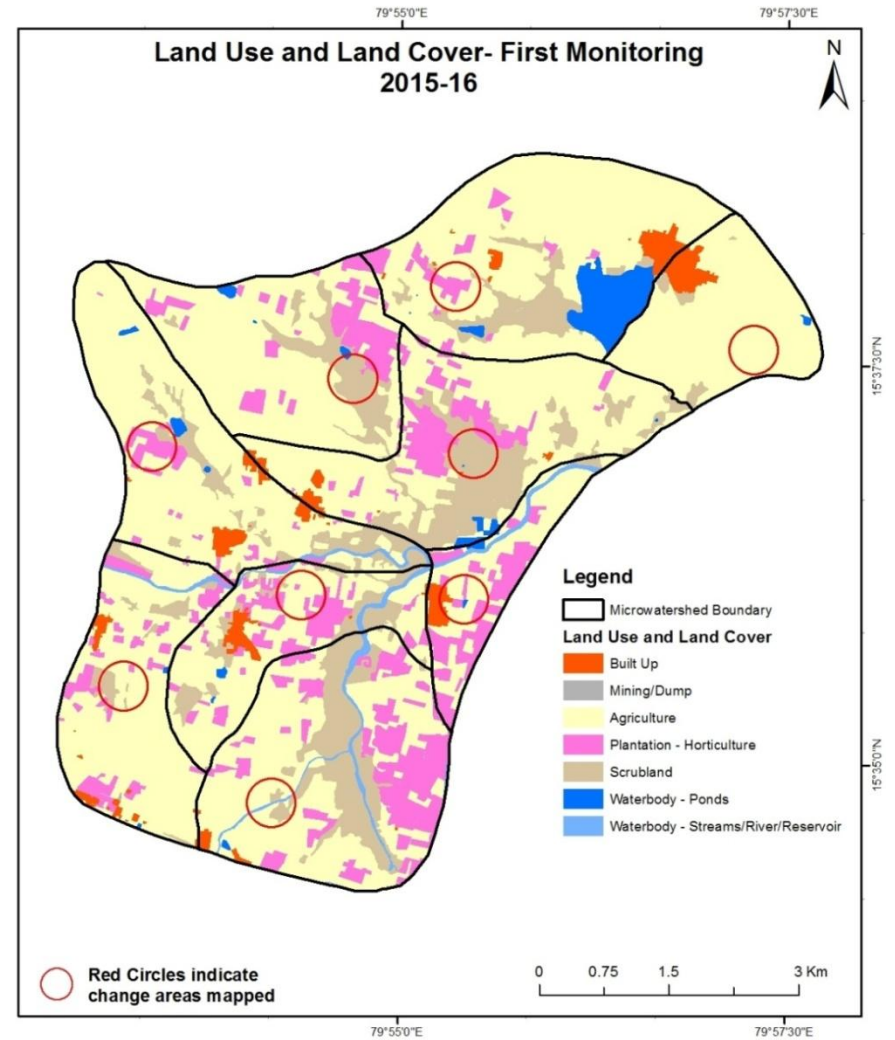 79°55'0"E
79°57'30"E
Land Use and Land Cover- First Monitoring
2015-16
N
15°37'30"N
Legend
Microwatershed Boundary
Land Use and Land Cover
Built Up
Mining/Dump
Agriculture
Plantation - Horticulture
Scrubland
Waterbody - Ponds
Waterbody - Streams/River/Reservoir
15°35'0"N
Red Circles indicate
change areas mapped
0 0.75 1.5 3 Km
79°55'0"E
79°57'30"E